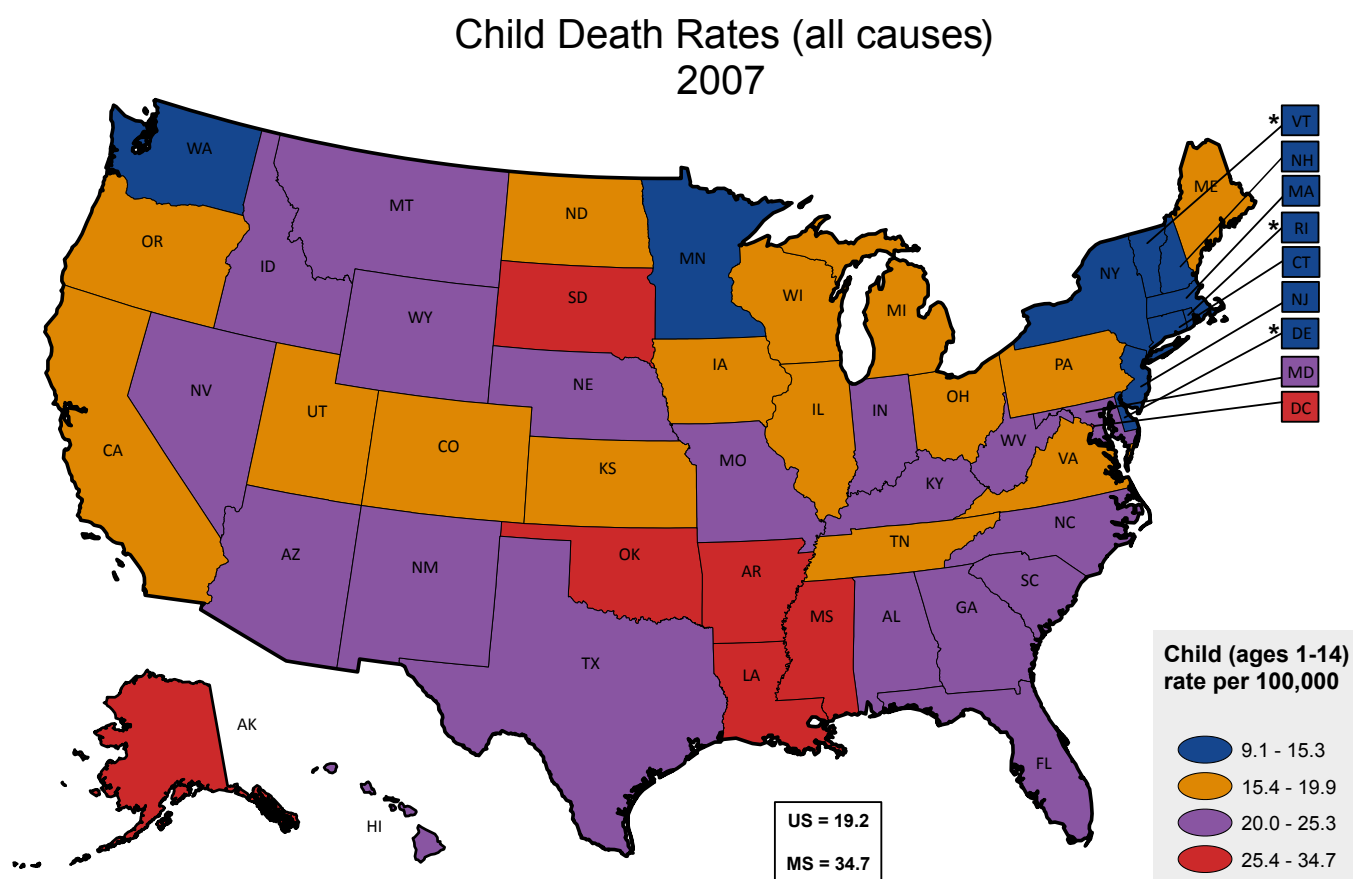 Child Death Rates (all causes)
2007
WA
MT
ND
MN
ME
* VT
NH
MA
* RI
CT
NJ
* DE
MD
DC
OR
ID
SD
WI
MI
NY
WY
NE
IA
PA
NV
UT
CO
KS
IL
IN
OH
WV
VA
CA
MO
KY
NC
AZ
NM
OK
AR
TN
SC
TX
LA
MS
AL
GA
FL
AK
HI
US = 19.2
MS = 34.7
Child (ages 1-14)
rate per 100,000
9.1 - 15.3
15.4 - 19.9
20.0 - 25.3
25.4 - 34.7